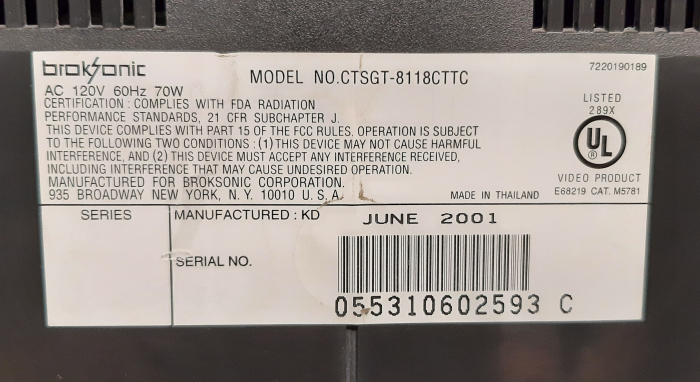 broksonic
MODEL NO.CTSGT-8118CTTC
7220190189
AC 120V 60Hz 70W
CERTIFICATION : COMPLIES WITH FDA RADIATION
PERFORMANCE STANDARDS, 21 CFR SUBCHAPTER J.
THIS DEVICE COMPLIES WITH PART 15 OF THE FCC RULES. OPERATION IS SUBJECT
TO THE FOLLOWING TWO CONDITIONS : (1) THIS DEVICE MAY NOT CAUSE HARMFUL
INTERFERENCE, AND (2) THIS DEVICE MUST ACCEPT ANY INTERFERENCE RECEIVED,
INCLUDING INTERFERENCE THAT MAY CAUSE UNDESIRED OPERATION.
MANUFACTURED FOR BROKSONIC CORPORATION.
935 BROADWAY NEW YORK, N. Y. 10010 U. S. A.
MADE IN THAILAND
LISTED
289X
UL
®
VIDEO PRODUCT
E68219 CAT. M5781
SERIES
MANUFACTURED : KD JUNE 2001
SERIAL NO.
055310602593 C